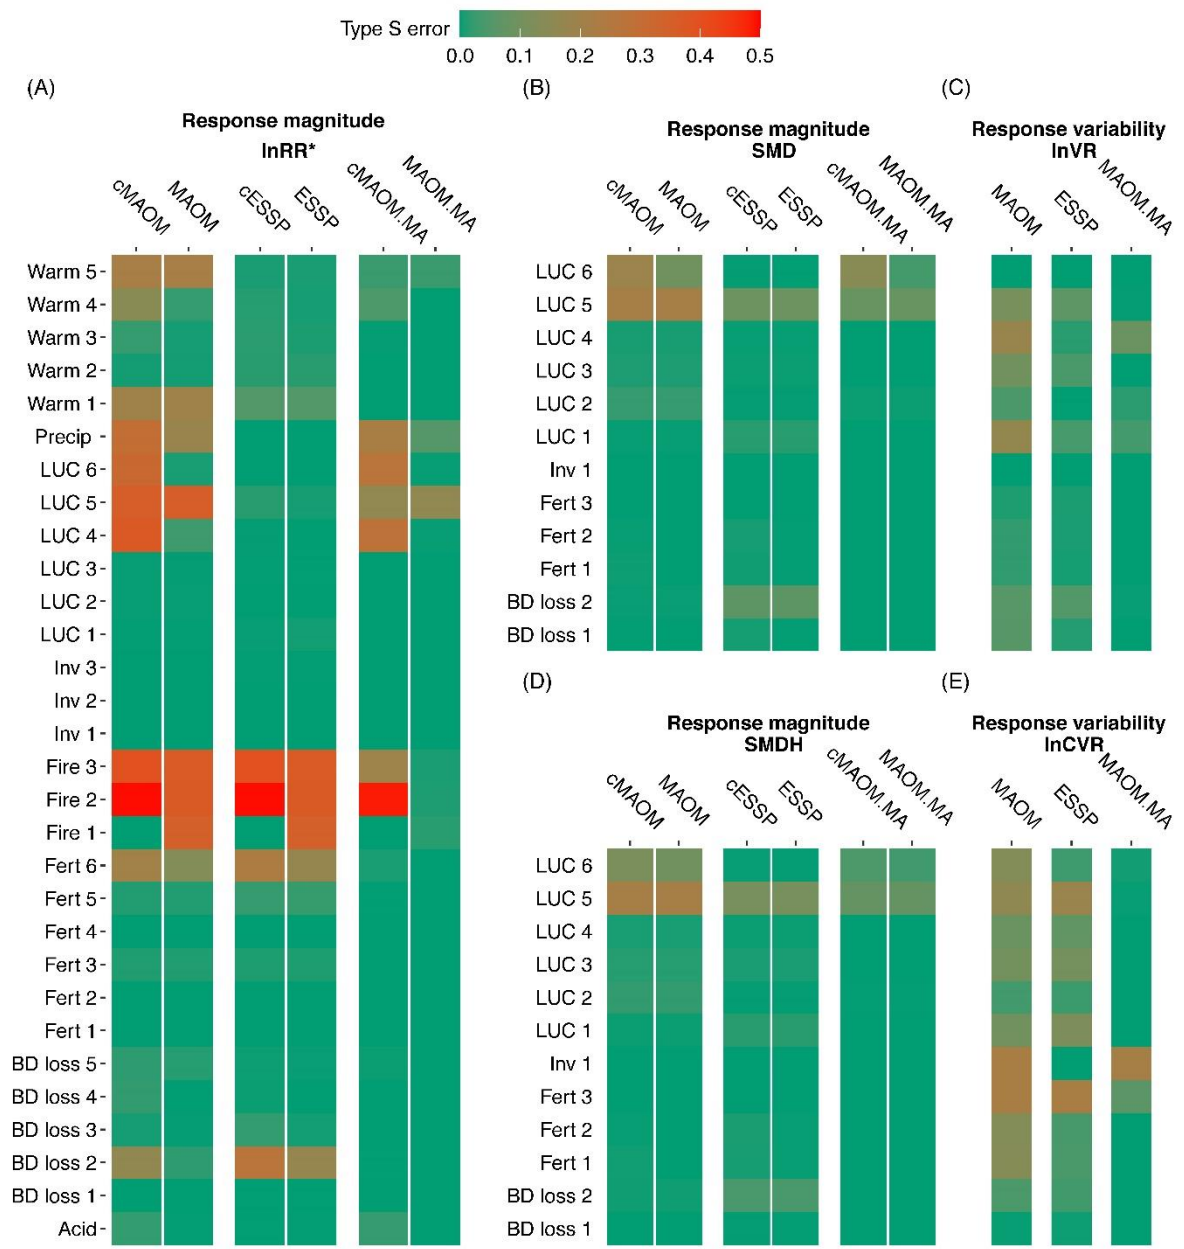 Type S error
0.0 0.1 0.2 0.3 0.4 0.5
(A)
Response magnitude
lnRR*
cMAOM MAOM cESSP ESSP cMAOM.MA MAOM.MA
Warm 5
Warm 4
Warm 3
Warm 2
Warm 1
Precip
LUC 6
LUC 5
LUC 4
LUC 3
LUC 2
LUC 1
Inv 3
Inv 2
Inv 1
Fire 3
Fire 2
Fire 1
Fert 6
Fert 5
Fert 4
Fert 3
Fert 2
Fert 1
BD loss 5
BD loss 4
BD loss 3
BD loss 2
BD loss 1
Acid
(B)
Response magnitude
SMD
cMAOM MAOM cESSP ESSP cMAOM.MA MAOM.MA
LUC 6
LUC 5
LUC 4
LUC 3
LUC 2
LUC 1
Inv 1
Fert 3
Fert 2
Fert 1
BD loss 2
BD loss 1
(C)
Response variability
lnVR
MAOM ESSP MAOM.MA
(D)
Response magnitude
SMDH
cMAOM MAOM cESSP ESSP cMAOM.MA MAOM.MA
LUC 6
LUC 5
LUC 4
LUC 3
LUC 2
LUC 1
Inv 1
Fert 3
Fert 2
Fert 1
BD loss 2
BD loss 1
(E)
Response variability
lnCVR
MAOM ESSP MAOM.MA